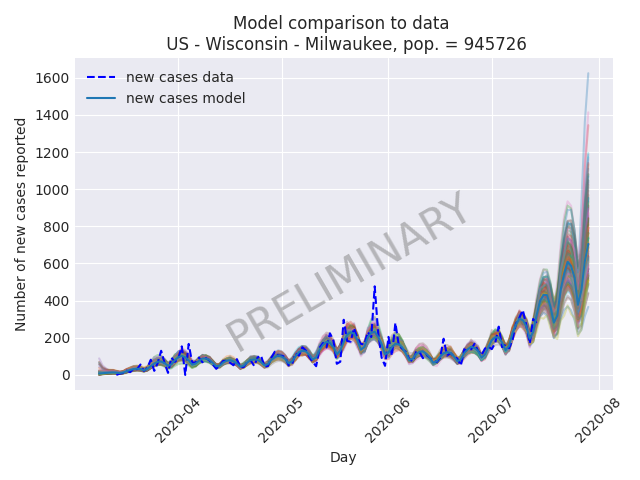 Model comparison to data
US - Wisconsin - Milwaukee, pop. = 945726
new cases data
new cases model
Number of new cases reported
1600
1400
1200
1000
800
600
400
200
0
PRELIMINARY
2020-04
2020-05
2020-06
2020-07
2020-08
Day